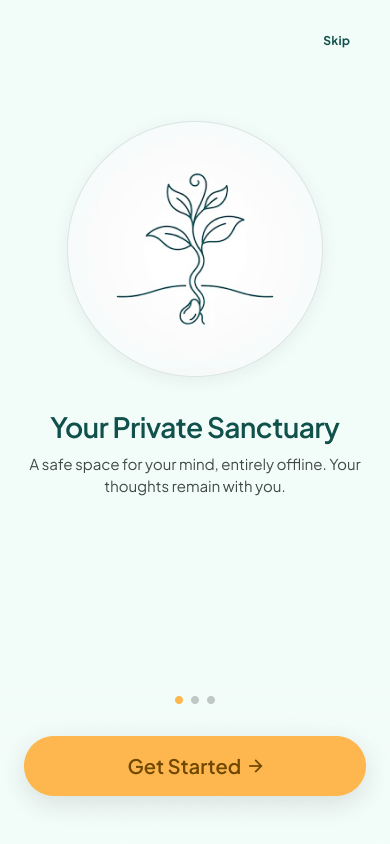 Skip
Your Private Sanctuary
A safe space for your mind, entirely offline. Your
thoughts remain with you.
Get Started →